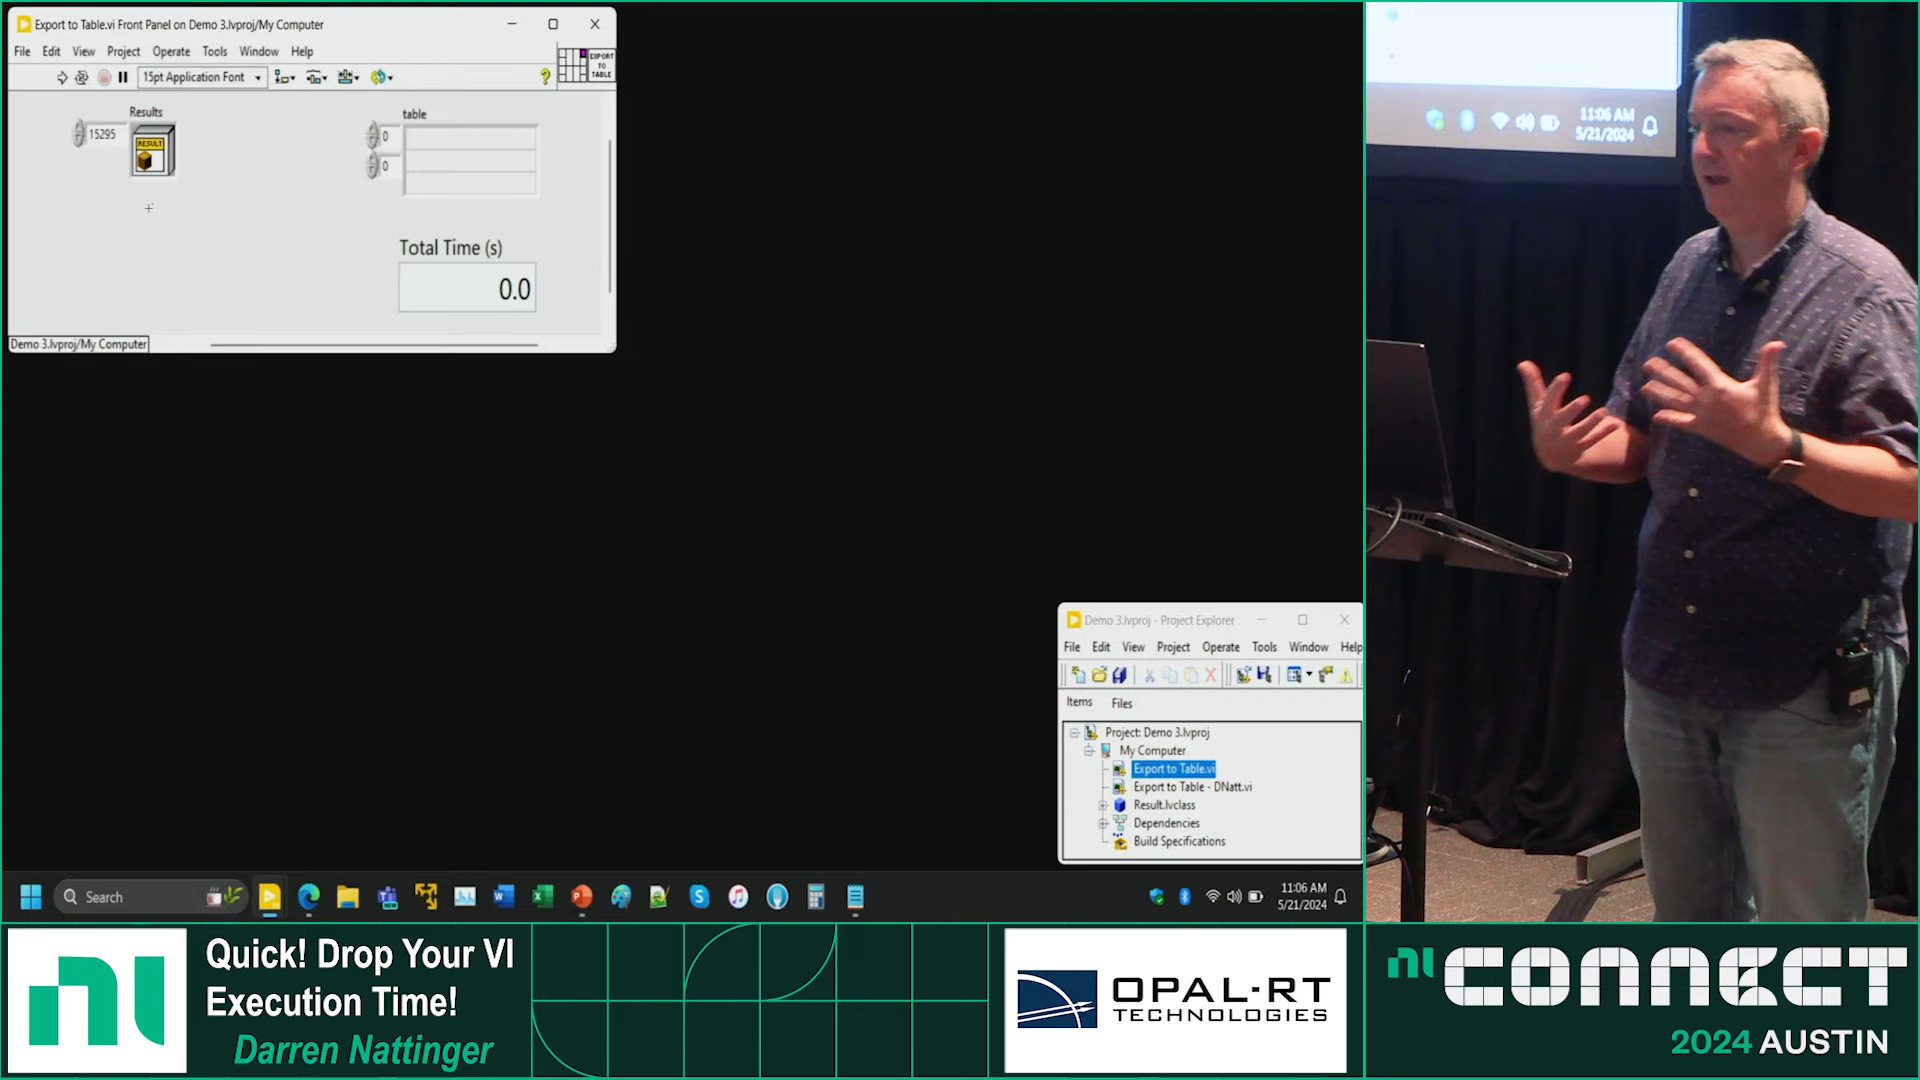 Export to Table.vi Front Panel on Demo 3.lvproj/My Computer
File Edit View Project Operate Tools Window Help
15pt Application Font
EXPORT
TO
TABLE
Results
15295
RESULT
table
0
0
Total Time (s)
0.0
Demo 3.lvproj/My Computer
11:06 AM
5/21/2024
Demo 3.lvproj - Project Explorer
File Edit View Project Operate Tools Window Help
Items Files
Project: Demo 3.lvproj
My Computer
Export to Table.vi
Export to Table - DNatt.vi
Result.lvclass
Dependencies
Build Specifications
Search
NEW
11:06 AM
5/21/2024
ni
Quick! Drop Your VI
Execution Time!
Darren Nattinger
OPAL-RT
TECHNOLOGIES
ni CONNECT
2024 AUSTIN